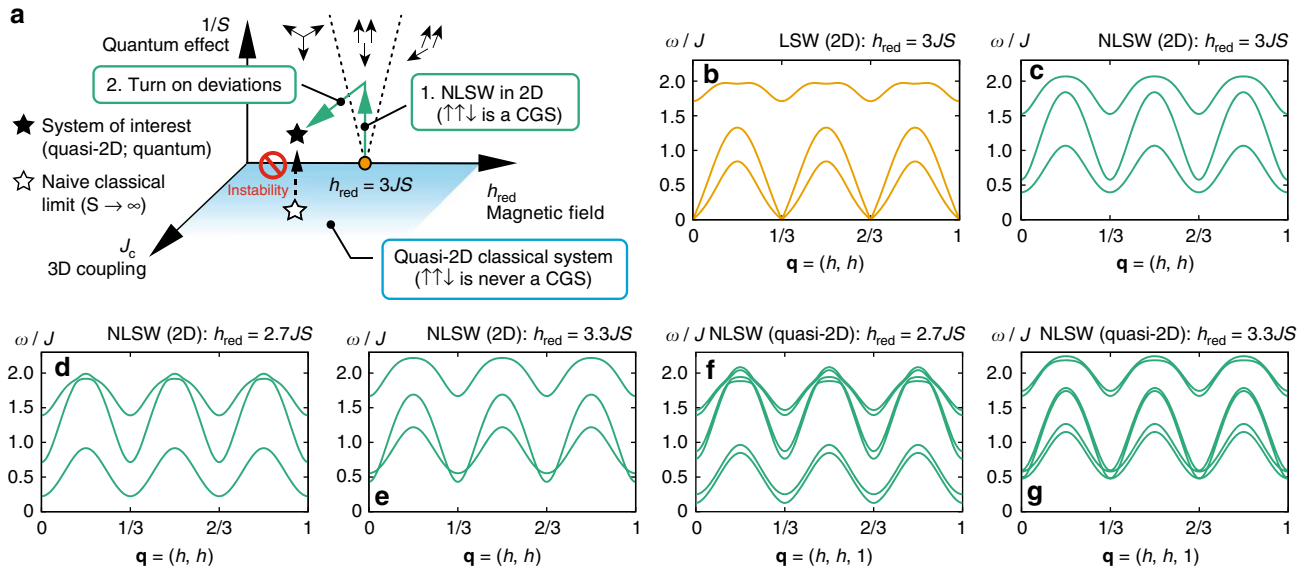 a
1/S
Quantum effect
2. Turn on deviations
1. NLSW in 2D
(↑↑↓ is a CGS)
★ System of interest
(quasi-2D; quantum)
☆ Naive classical
limit (S → ∞)
Instability
h_red = 3JS
h_red
Magnetic field
J_c
3D coupling
Quasi-2D classical system
(↑↑↓ is never a CGS)
ω / J LSW (2D): h_red = 3JS
b
2.0
1.5
1.0
0.5
0
0 1/3 2/3 1
q = (h, h)
ω / J NLSW (2D): h_red = 3JS
c
2.0
1.5
1.0
0.5
0
0 1/3 2/3 1
q = (h, h)
ω / J NLSW (2D): h_red = 2.7JS
d
2.0
1.5
1.0
0.5
0
0 1/3 2/3 1
q = (h, h)
ω / J NLSW (2D): h_red = 3.3JS
e
2.0
1.5
1.0
0.5
0
0 1/3 2/3 1
q = (h, h)
ω / J NLSW (quasi-2D): h_red = 2.7JS
f
2.0
1.5
1.0
0.5
0
0 1/3 2/3 1
q = (h, h, 1)
ω / J NLSW (quasi-2D): h_red = 3.3JS
g
2.0
1.5
1.0
0.5
0
0 1/3 2/3 1
q = (h, h, 1)